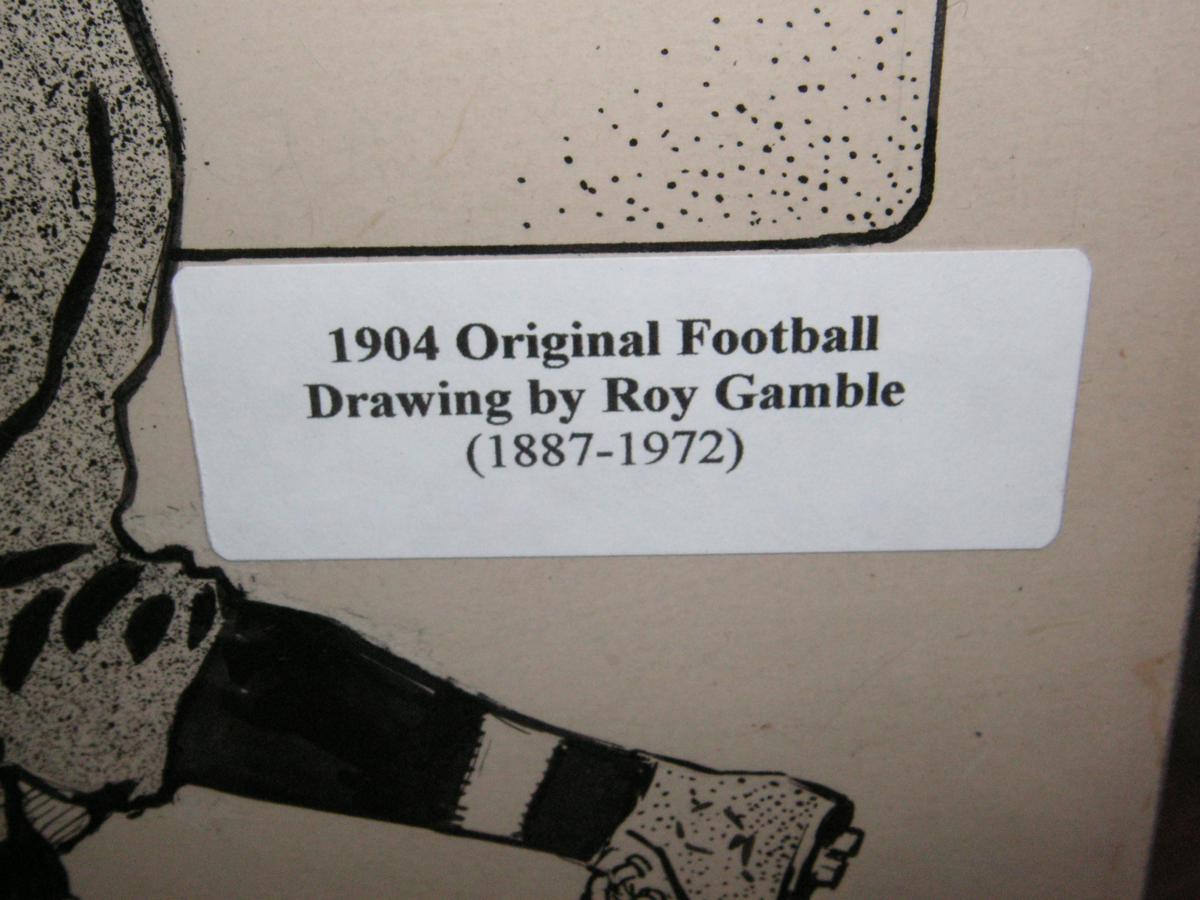 1904 Original Football
Drawing by Roy Gamble
(1887-1972)